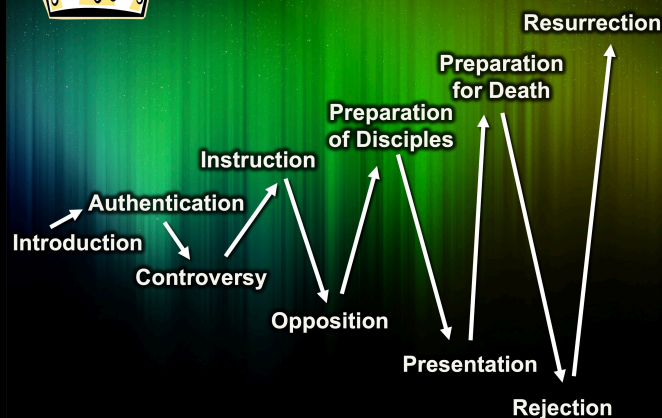 Resurrection
Preparation
for Death
Preparation
of Disciples
Instruction
Authentication
Introduction
Controversy
Opposition
Presentation
Rejection